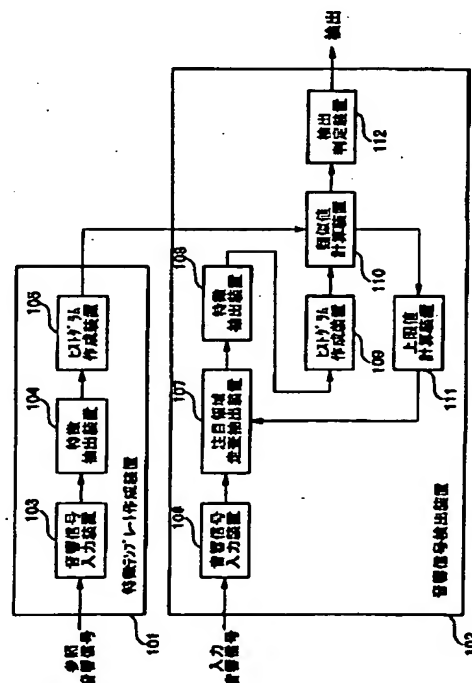 参照
音響信号
101
103
音響信号
入力装置
104
特徴
抽出装置
105
ヒストグラム
作成装置
特徴テンプレート作成装置
入力
音響信号
102
106
音響信号
入力装置
107
注目領域
走査抽出装置
108
特徴
抽出装置
ヒストグラム
作成装置
109
類似値
計算装置
110
上限値
計算装置
111
検出
判定装置
112
検出
音響信号検出装置